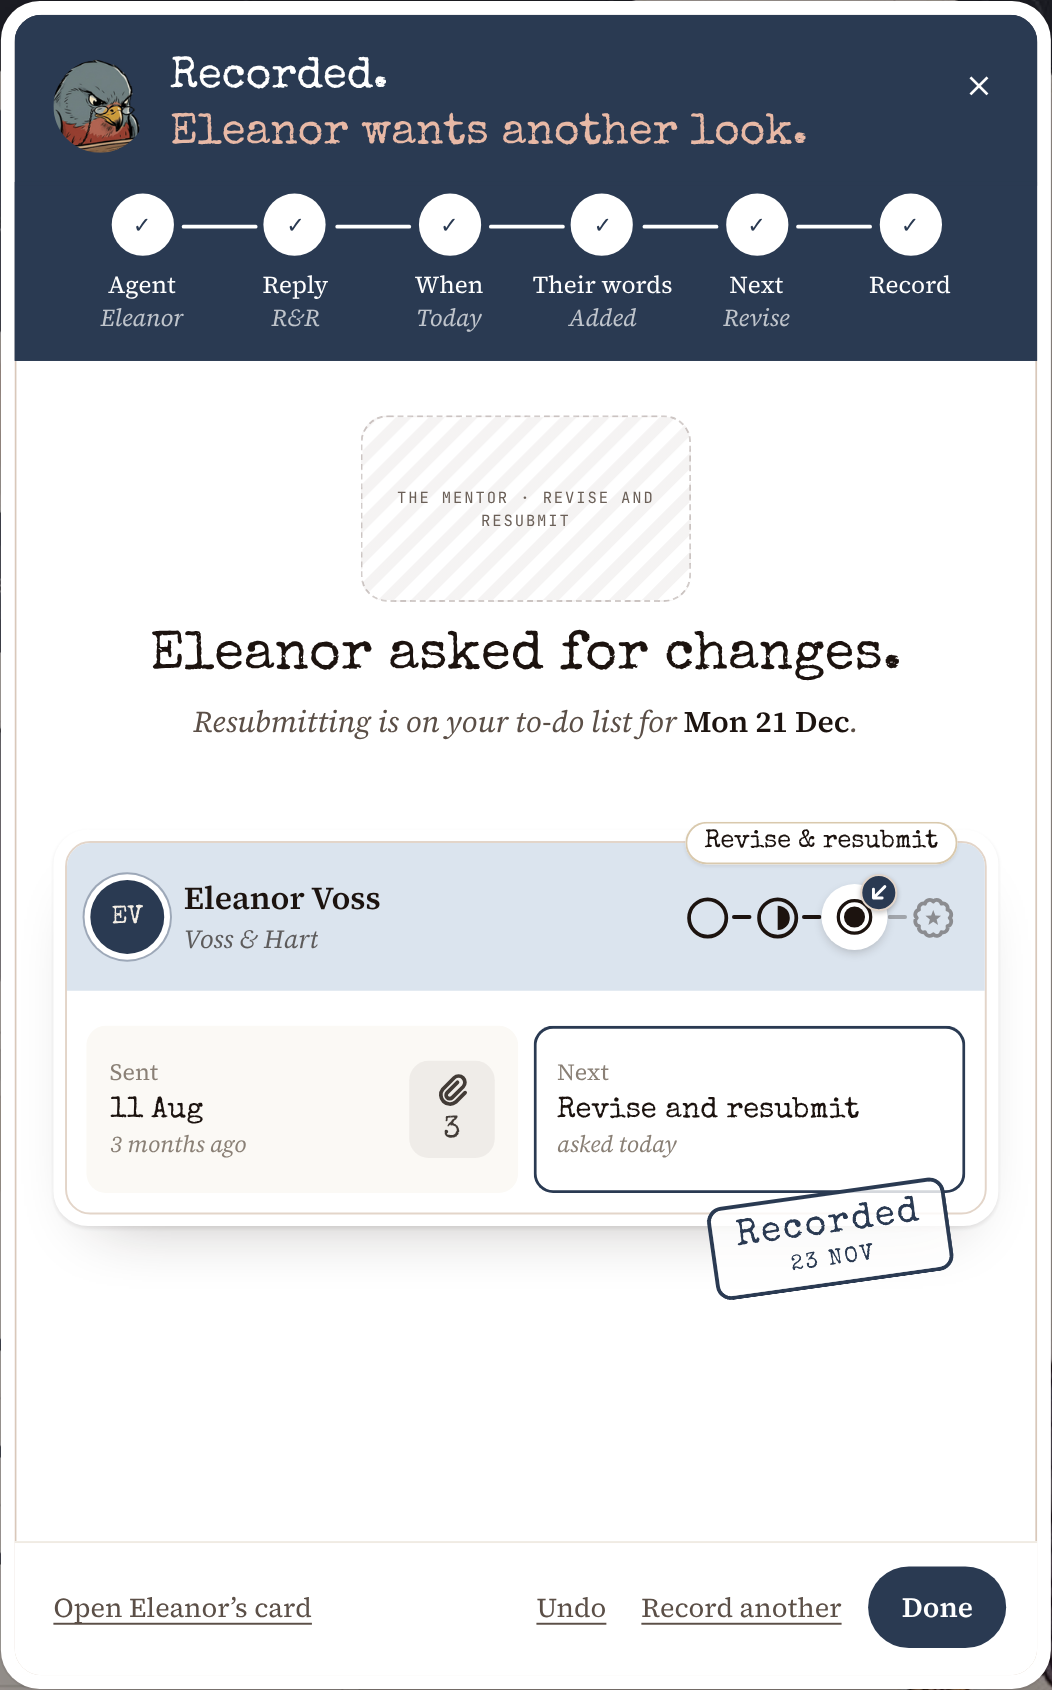 Recorded.
Eleanor wants another look.
✓ ✓ ✓ ✓ ✓ ✓
Agent Reply When Their words Next Record
Eleanor R&R Today Added Revise
THE MENTOR · REVISE AND
RESUBMIT
Eleanor asked for changes.
Resubmitting is on your to-do list for Mon 21 Dec.
Revise & resubmit
EV
Eleanor Voss
Voss & Hart
Sent
11 Aug
3 months ago
3
Next
Revise and resubmit
asked today
Recorded
23 NOV
Open Eleanor’s card Undo Record another Done